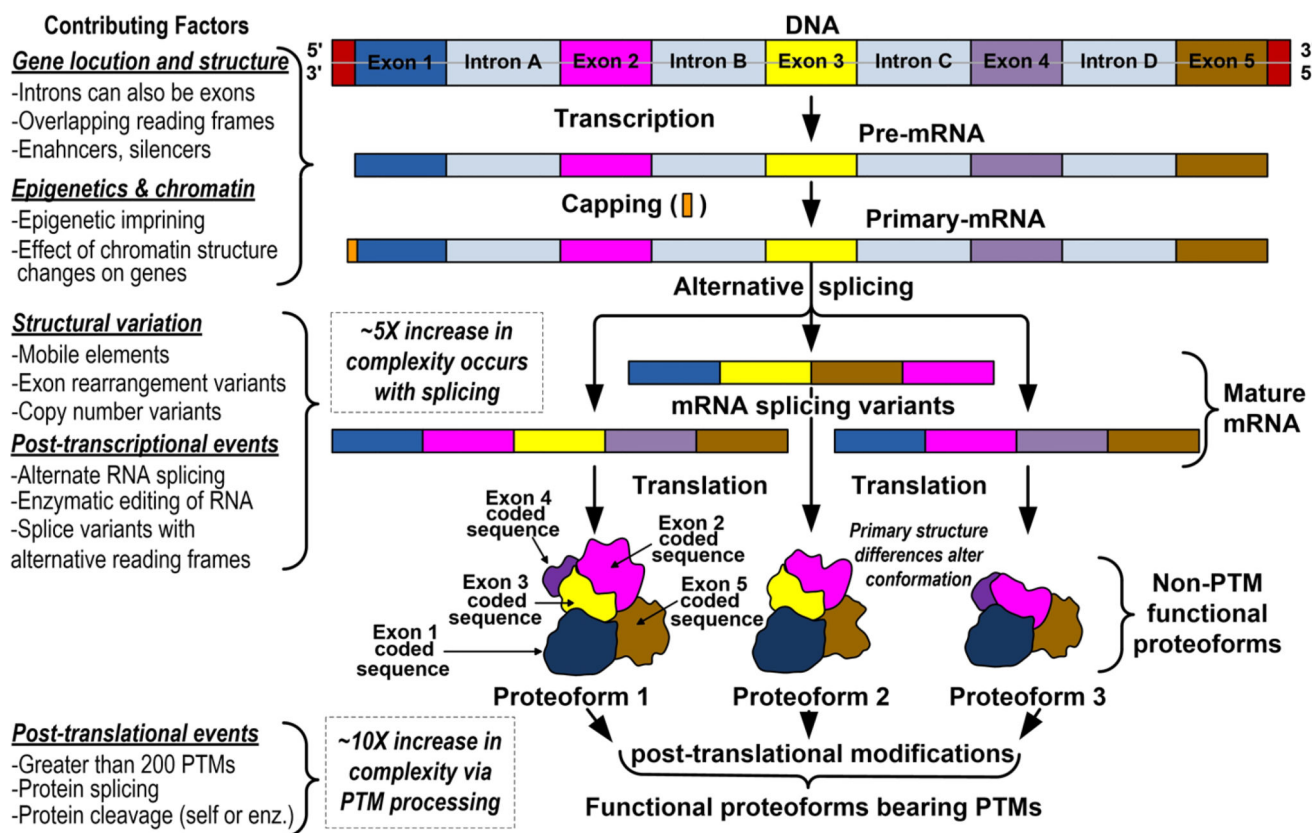 Contributing Factors
Gene locution and structure
-Introns can also be exons
-Overlapping reading frames
-Enahncers, silencers
Epigenetics & chromatin
-Epigenetic imprining
-Effect of chromatin structure
changes on genes
Structural variation
-Mobile elements
-Exon rearrangement variants
-Copy number variants
Post-transcriptional events
-Alternate RNA splicing
-Enzymatic editing of RNA
-Splice variants with
alternative reading frames
Post-translational events
-Greater than 200 PTMs
-Protein splicing
-Protein cleavage (self or enz.)
~5X increase in
complexity occurs
with splicing
~10X increase in
complexity via
PTM processing
DNA
5'
3'
Exon 1
Intron A
Exon 2
Intron B
Exon 3
Intron C
Exon 4
Intron D
Exon 5
3
5
Transcription
Pre-mRNA
Capping ( )
Primary-mRNA
Alternative splicing
mRNA splicing variants
Mature
mRNA
Translation
Translation
Exon 4
coded
sequence
Exon 2
coded
sequence
Exon 3
coded
sequence
Exon 5
coded
sequence
Exon 1
coded
sequence
Primary structure
differences alter
conformation
Non-PTM
functional
proteoforms
Proteoform 1
Proteoform 2
Proteoform 3
post-translational modifications
Functional proteoforms bearing PTMs